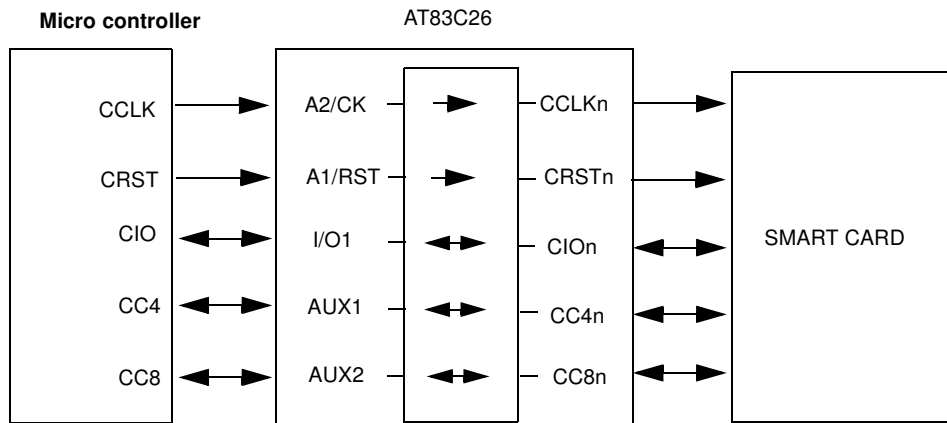 Micro controller
AT83C26
CCLK
A2/CK
CCLKn
CRST
A1/RST
CRSTn
CIO
I/O1
CIOn
SMART CARD
CC4
AUX1
CC4n
CC8
AUX2
CC8n